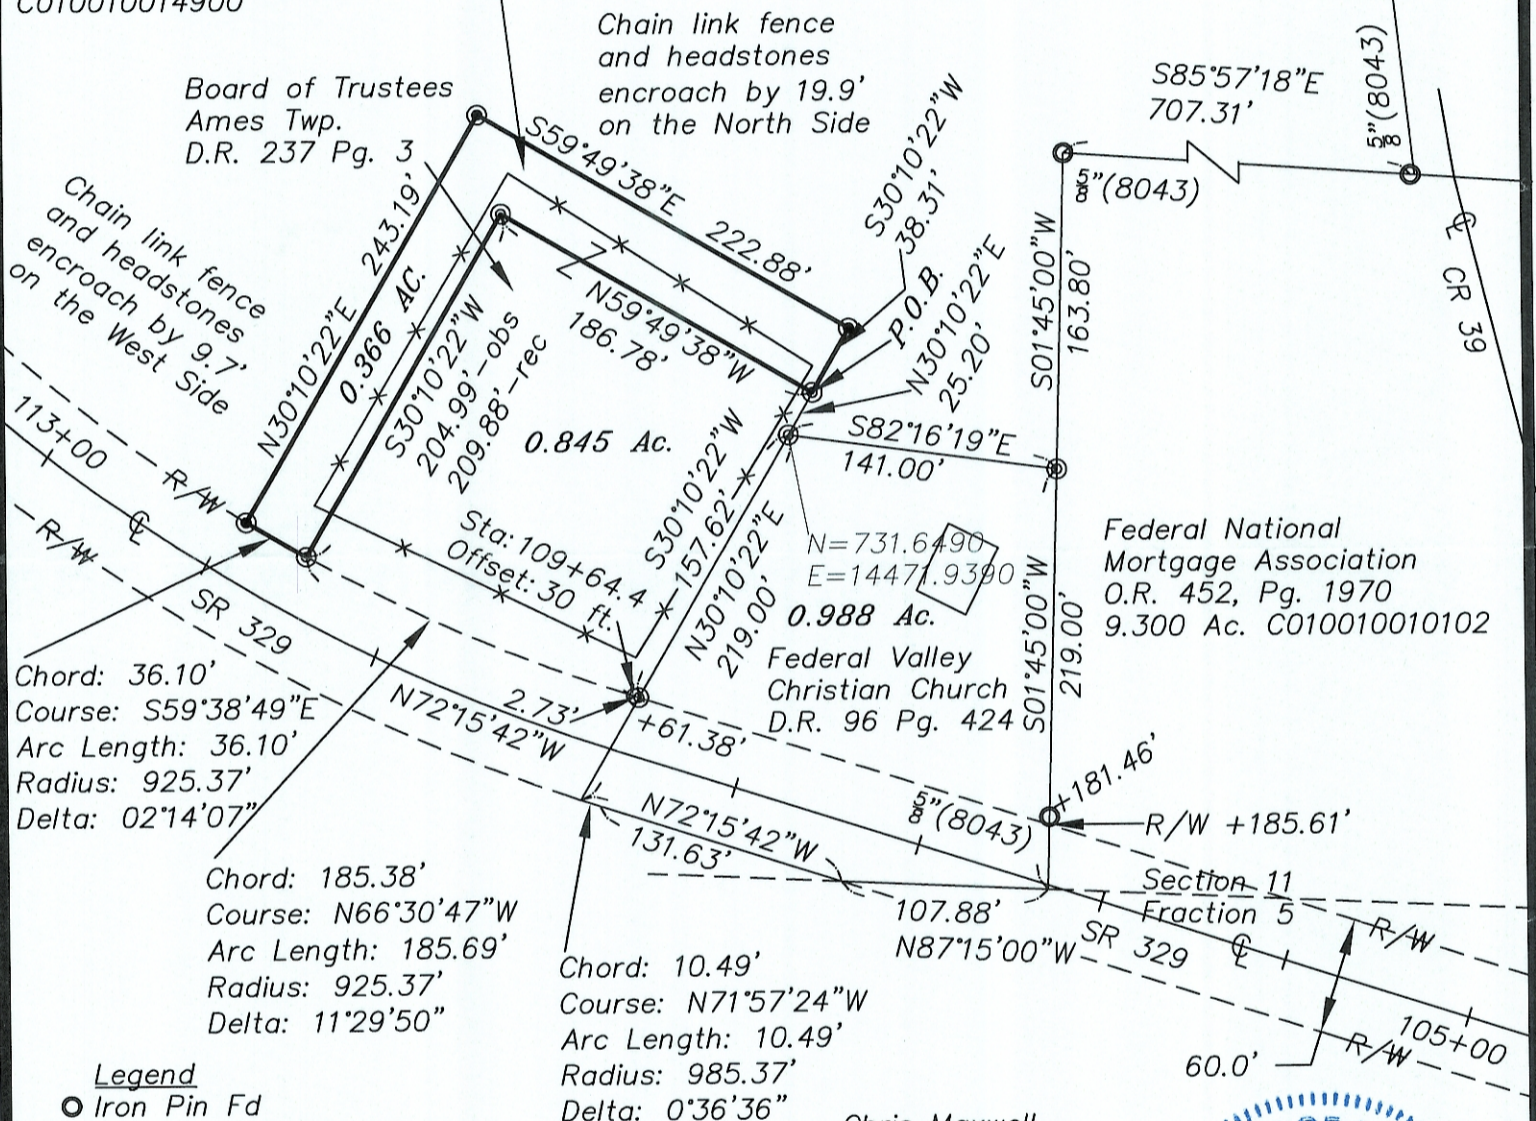 C010010014900
Chain link fence
and headstones
encroach by 19.9'
on the North Side
Board of Trustees
Ames Twp.
D.R. 237 Pg. 3
S85°57'18"E
707.31'
5/8"(8043)
5/8"(8043)
CR 39
S59°49'38"E 222.88'
S30°10'22"W
38.31'
P.O.B.
N30°10'22"E
25.20'
S01°45'00"W
163.80'
Chain link fence
and headstones
encroach by 9.7'
on the West Side
N30°10'22"E 243.19'
0.366 AC.
N59°49'38"W
186.78'
S30°10'22"W
204.99'-obs
209.88'-rec
0.845 Ac.
S82°16'19"E
141.00'
113+00
R/W
R/W
SR 329
Sta: 109+64.4
Offset: 30 ft.
S30°10'22"W
157.62'
N30°10'22"E
219.00'
N=731.6490
E=14471.9390
0.988 Ac.
Federal Valley
Christian Church
D.R. 96 Pg. 424
S01°45'00"W
219.00'
Federal National
Mortgage Association
O.R. 452, Pg. 1970
9.300 Ac. C010010010102
Chord: 36.10'
Course: S59°38'49"E
Arc Length: 36.10'
Radius: 925.37'
Delta: 02°14'07"
N72°15'42"W
2.73'
+61.38'
+181.46'
5/8"(8043)
R/W +185.61'
N72°15'42"W
131.63'
Section 11
Fraction 5
107.88'
N87°15'00"W
SR 329
R/W
R/W
105+00
60.0'
Chord: 185.38'
Course: N66°30'47"W
Arc Length: 185.69'
Radius: 925.37'
Delta: 11°29'50"
Chord: 10.49'
Course: N71°57'24"W
Arc Length: 10.49'
Radius: 985.37'
Delta: 0°36'36"
Legend
Iron Pin Fd